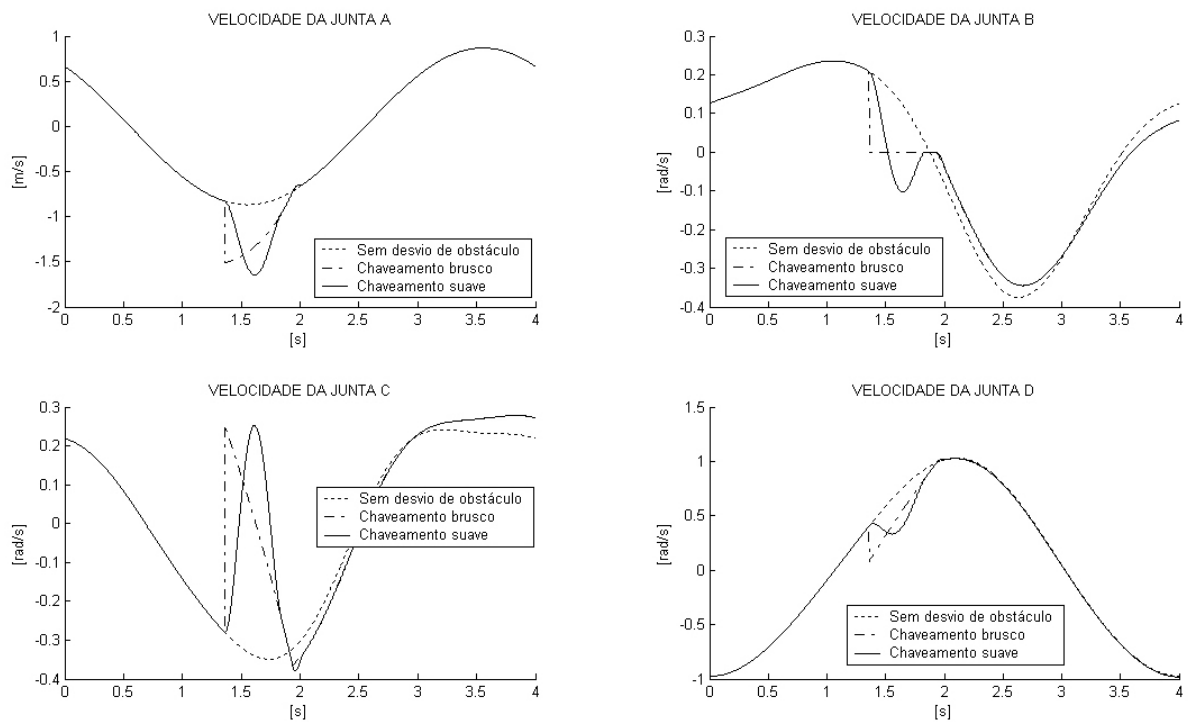 VELOCIDADE DA JUNTA A
1
0.5
0
-0.5
-1
-1.5
-2
[m/s]
Sem desvio de obstáculo
Chaveamento brusco
Chaveamento suave
0 0.5 1 1.5 2 2.5 3 3.5 4
[s]
VELOCIDADE DA JUNTA B
0.3
0.2
0.1
0
-0.1
-0.2
-0.3
-0.4
[rad/s]
Sem desvio de obstáculo
Chaveamento brusco
Chaveamento suave
0 0.5 1 1.5 2 2.5 3 3.5 4
[s]
VELOCIDADE DA JUNTA C
0.3
0.2
0.1
0
-0.1
-0.2
-0.3
-0.4
[rad/s]
Sem desvio de obstáculo
Chaveamento brusco
Chaveamento suave
0 0.5 1 1.5 2 2.5 3 3.5 4
[s]
VELOCIDADE DA JUNTA D
1.5
1
0.5
0
-0.5
-1
[rad/s]
Sem desvio de obstáculo
Chaveamento brusco
Chaveamento suave
0 0.5 1 1.5 2 2.5 3 3.5 4
[s]